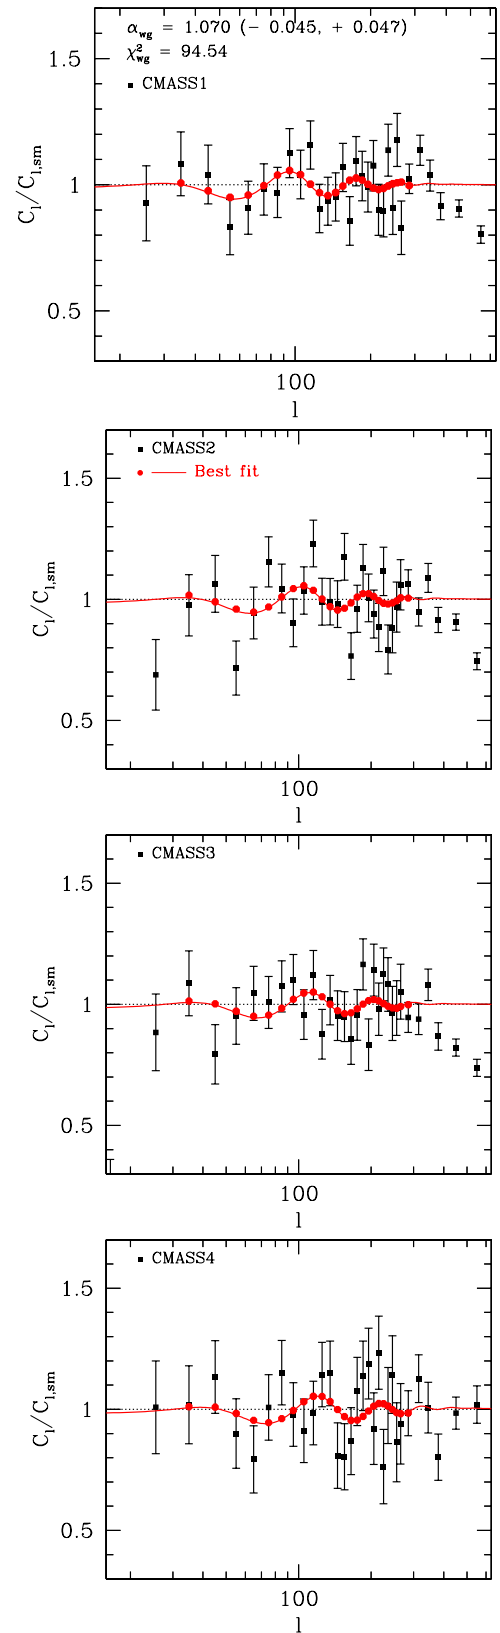 α_wg = 1.070 (− 0.045, + 0.047)
χ²_wg = 94.54
CMASS1
1.5
1
0.5
C_l/C_l,sm
100
l
CMASS2
Best fit
1.5
1
0.5
C_l/C_l,sm
100
l
CMASS3
1.5
1
0.5
C_l/C_l,sm
100
l
CMASS4
1.5
1
0.5
C_l/C_l,sm
100
l